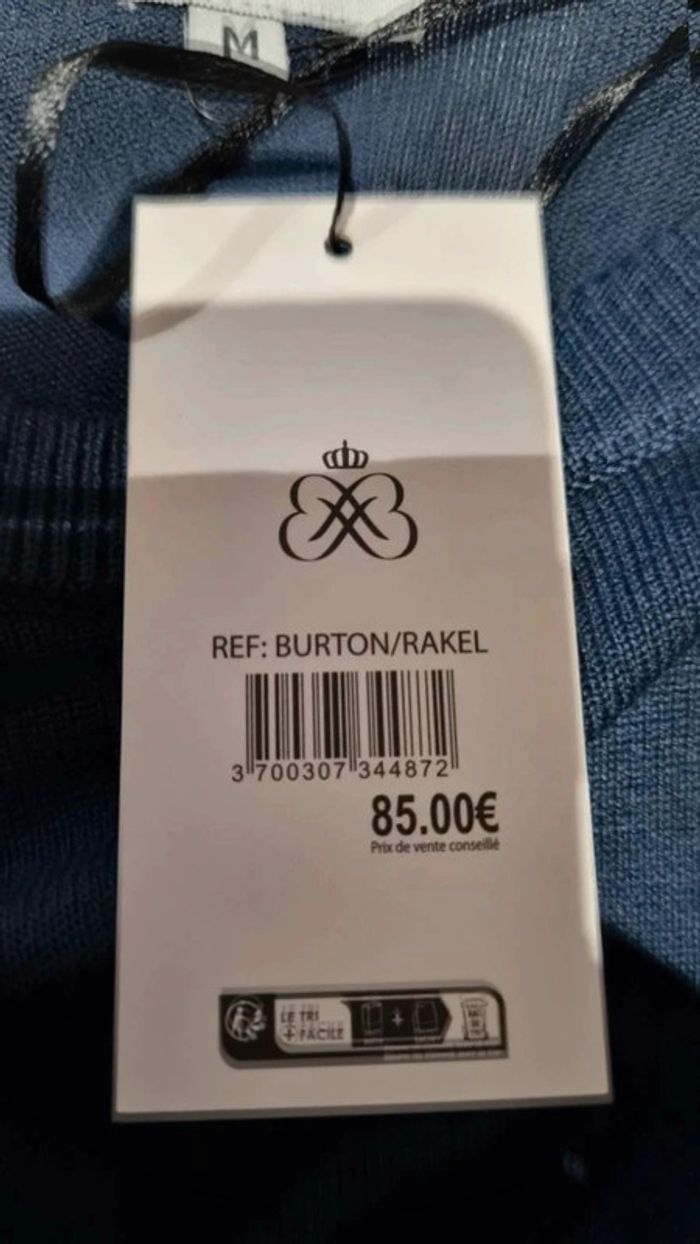 M
REF: BURTON/RAKEL
3 700307 344872
85.00€
Prix de vente conseillé
LE TRI
+ FACILE